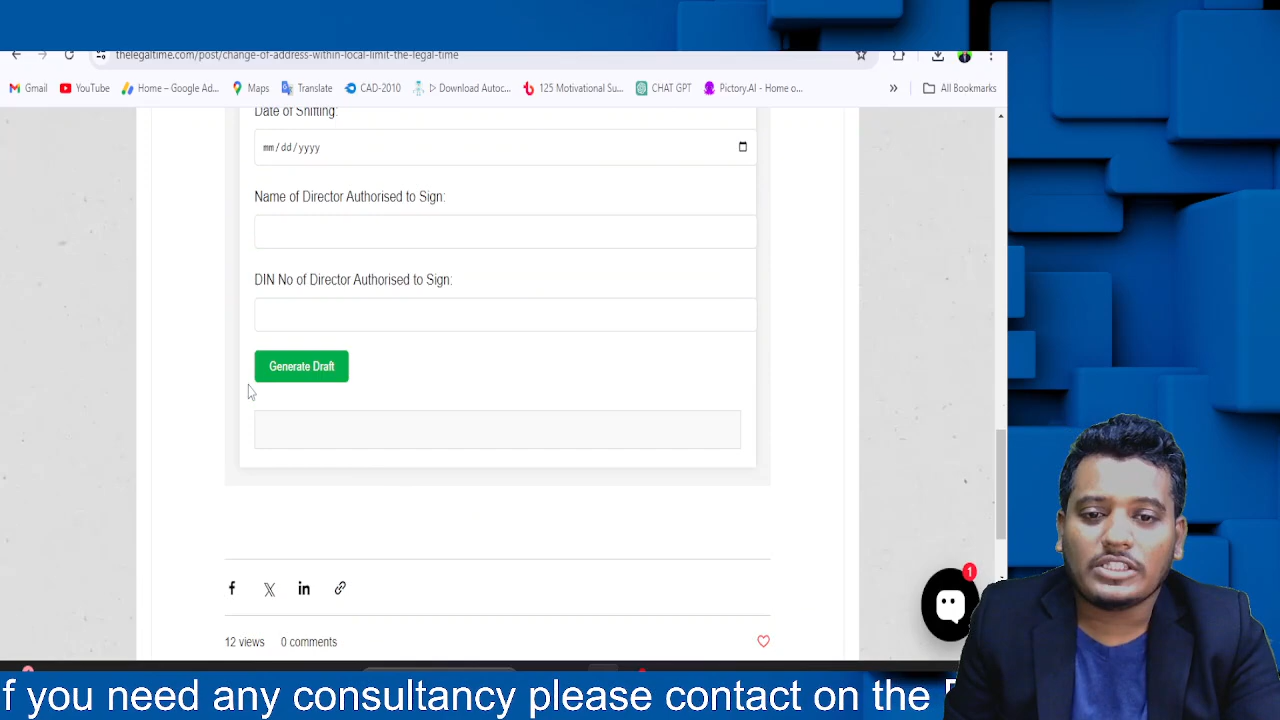 thelegaltime.com/post/change-of-address-within-local-limit-the-legal-time
Gmail YouTube Home – Google Ad... Maps Translate CAD-2010 ▷ Download Autoc... 125 Motivational Su... CHAT GPT Pictory.AI - Home o... » All Bookmarks
Date of Shifting:
mm/dd/yyyy
Name of Director Authorised to Sign:
DIN No of Director Authorised to Sign:
Generate Draft
1
12 views 0 comments
f you need any consultancy please contact on the